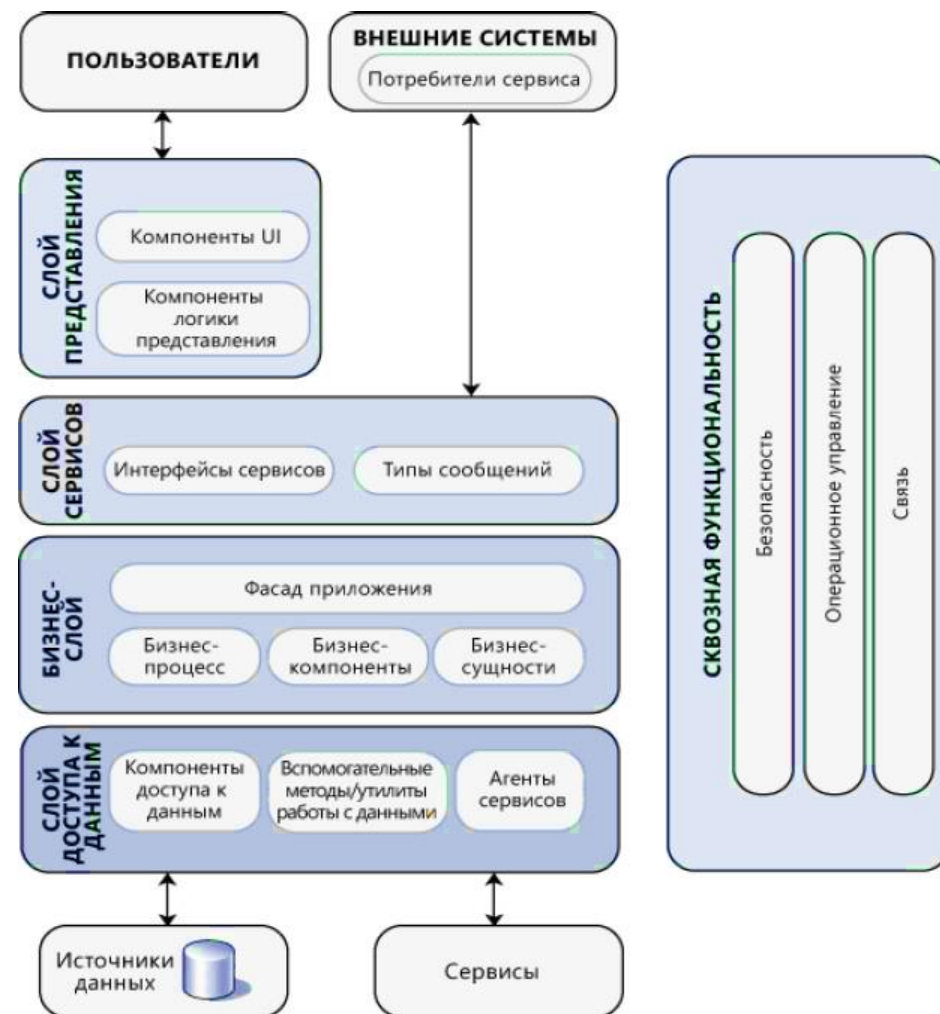 ПОЛЬЗОВАТЕЛИ
ВНЕШНИЕ СИСТЕМЫ
Потребители сервиса
СЛОЙ
ПРЕДСТАВЛЕНИЯ
Компоненты UI
Компоненты
логики
представления
СЛОЙ
СЕРВИСОВ
Интерфейсы сервисов
Типы сообщений
БИЗНЕС-
СЛОЙ
Фасад приложения
Бизнес-
процесс
Бизнес-
компоненты
Бизнес-
сущности
СЛОЙ
ДОСТУПА К
ДАННЫМ
Компоненты
доступа к
данным
Вспомогательные
методы/утилиты
работы с данными
Агенты
сервисов
Источники
данных
Сервисы
СКВОЗНАЯ ФУНКЦИОНАЛЬНОСТЬ
Безопасность
Операционное управление
Связь